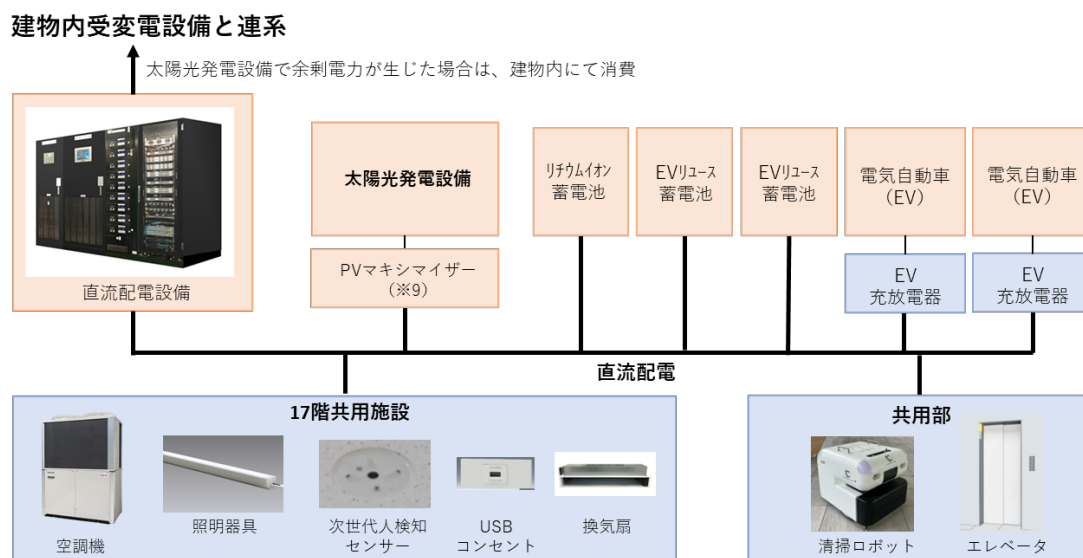 建物内受変電設備と連系
太陽光発電設備で余剰電力が生じた場合は、建物内にて消費
直流配電設備
太陽光発電設備
PVマキシマイザー
（※9）
ﾘﾁｳﾑｲｵﾝ
蓄電池
EVﾘﾕｰｽ
蓄電池
EVﾘﾕｰｽ
蓄電池
電気自動車
（EV）
電気自動車
（EV）
EV
充放電器
EV
充放電器
直流配電
17階共用施設
空調機
照明器具
次世代人検知
センサー
USB
コンセント
換気扇
共用部
清掃ロボット
エレベータ